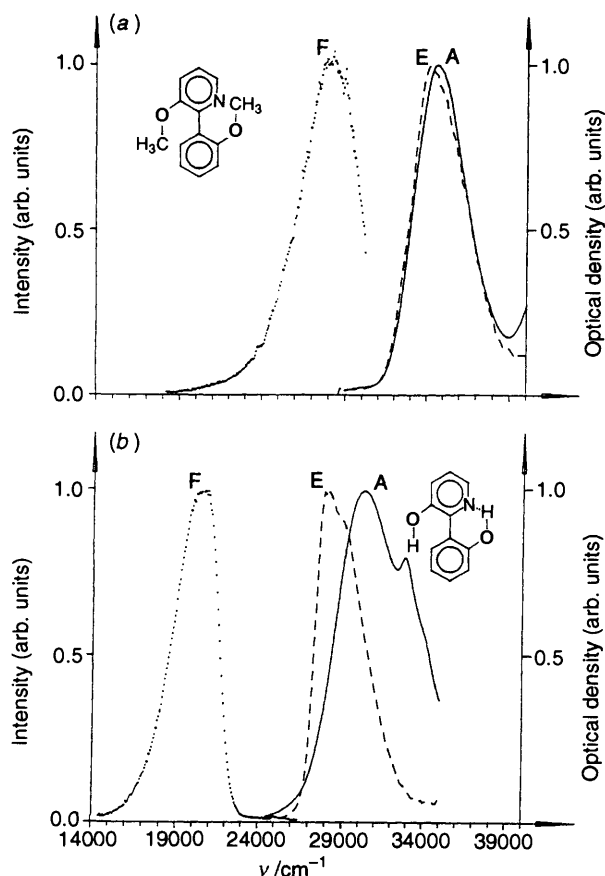 (a)
F
E A
1.0
1.0
N
CH₃
O
O
H₃C
Intensity (arb. units)
Optical density (arb. units)
0.5
0.5
0.0
(b)
F
E
A
1.0
1.0
N
H
O
O
H
Intensity (arb. units)
Optical density (arb. units)
0.5
0.5
0.0
14000 19000 24000 29000 34000 39000
ν/cm⁻¹